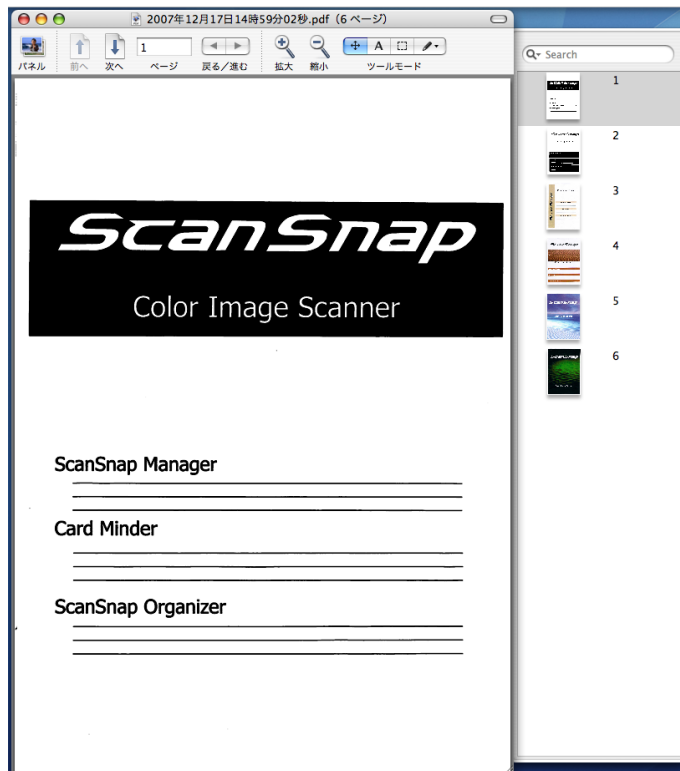 2007年12月17日14時59分02秒.pdf（6 ページ）
1
パネル 前へ 次へ ページ 戻る／進む 拡大 縮小 A ツールモード
Search
1
2
3
4
5
6
ScanSnap
Color Image Scanner
ScanSnap Manager
Card Minder
ScanSnap Organizer